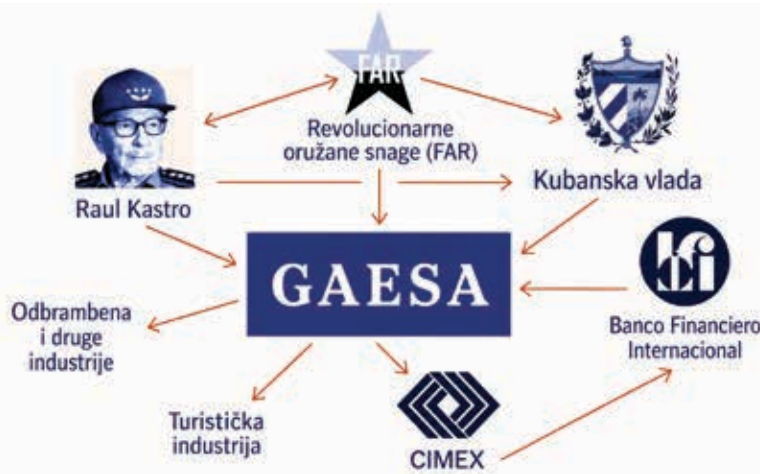 FAR
Revolucionarne
oružane snage (FAR)
Raul Kastro
Kubanska vlada
GAESA
bfi
Banco Financiero
Internacional
Odbrambena
i druge
industrije
Turistička
industrija
CIMEX